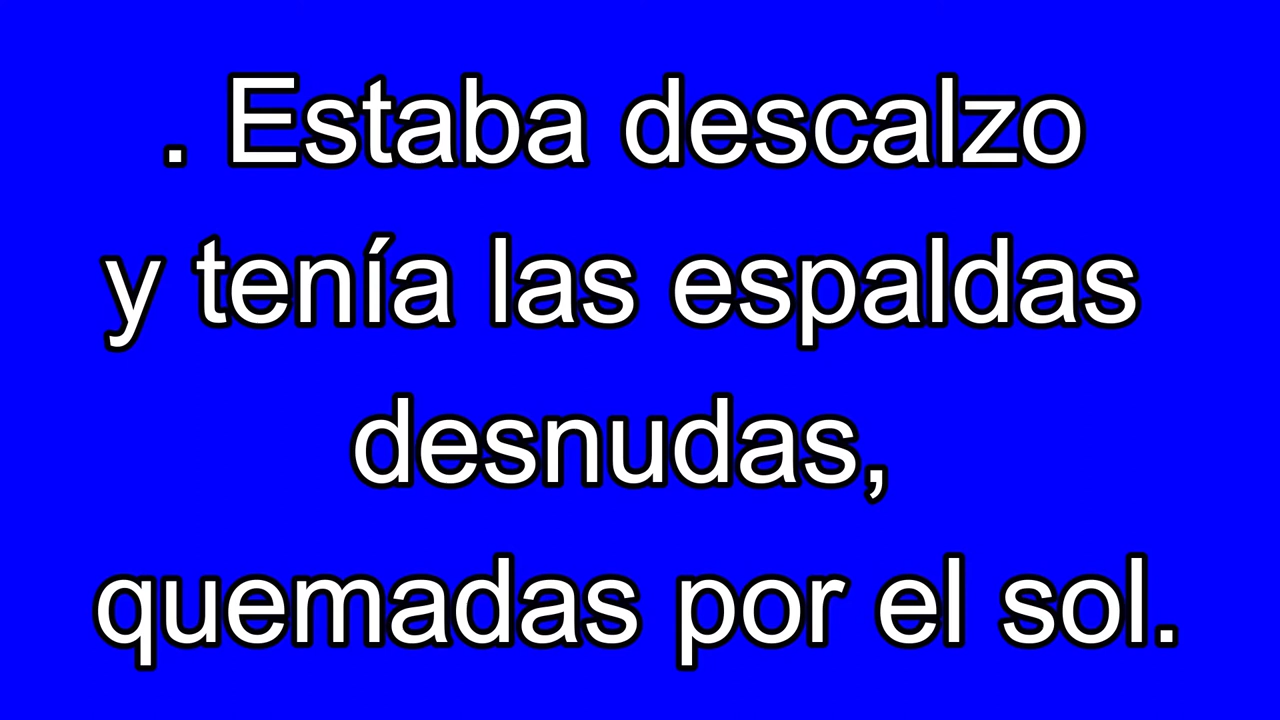 . Estaba descalzo
y tenía las espaldas
desnudas,
quemadas por el sol.